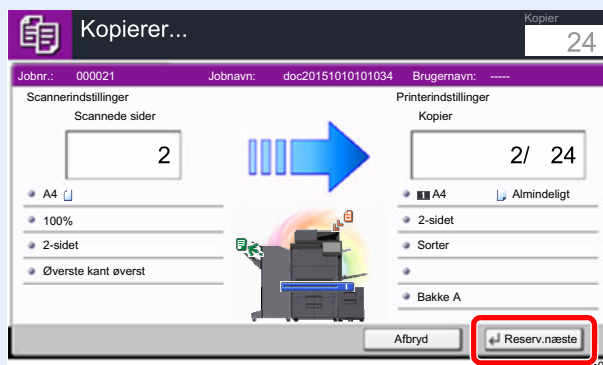 Kopierer...
Kopier
24
Jobnr.: 000021 Jobnavn: doc20151010101034 Brugernavn: -----
Scannerindstillinger Printerindstillinger
Scannede sider Kopier
2 2/ 24
A4 1 A4 Almindeligt
100% 2-sidet
2-sidet Sorter
Øverste kant øverst
Bakke A
Afbryd Reserv.næste